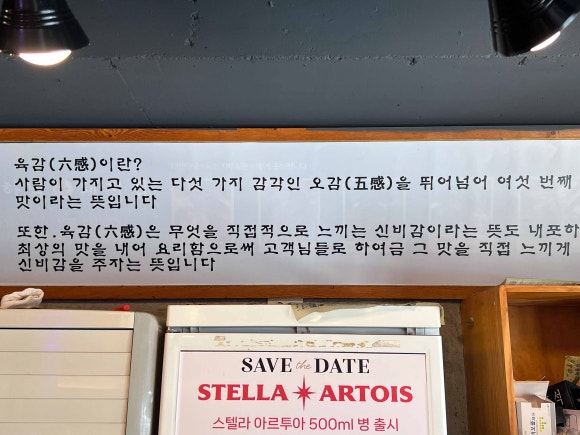 육감(六感)이란?
사람이 가지고 있는 다섯 가지 감각인 오감(五感)을 뛰어넘어 여섯 번째
맛이라는 뜻입니다
또한.육감(六感)은 무엇을 직접적으로 느끼는 신비감이라는 뜻도 내포하
최상의 맛을 내어 요리함으로써 고객님들로 하여금 그 맛을 직접 느끼게
신비감을 주자는 뜻입니다
SAVE the DATE
STELLA ARTOIS
스텔라 아르투아 500ml 병 출시